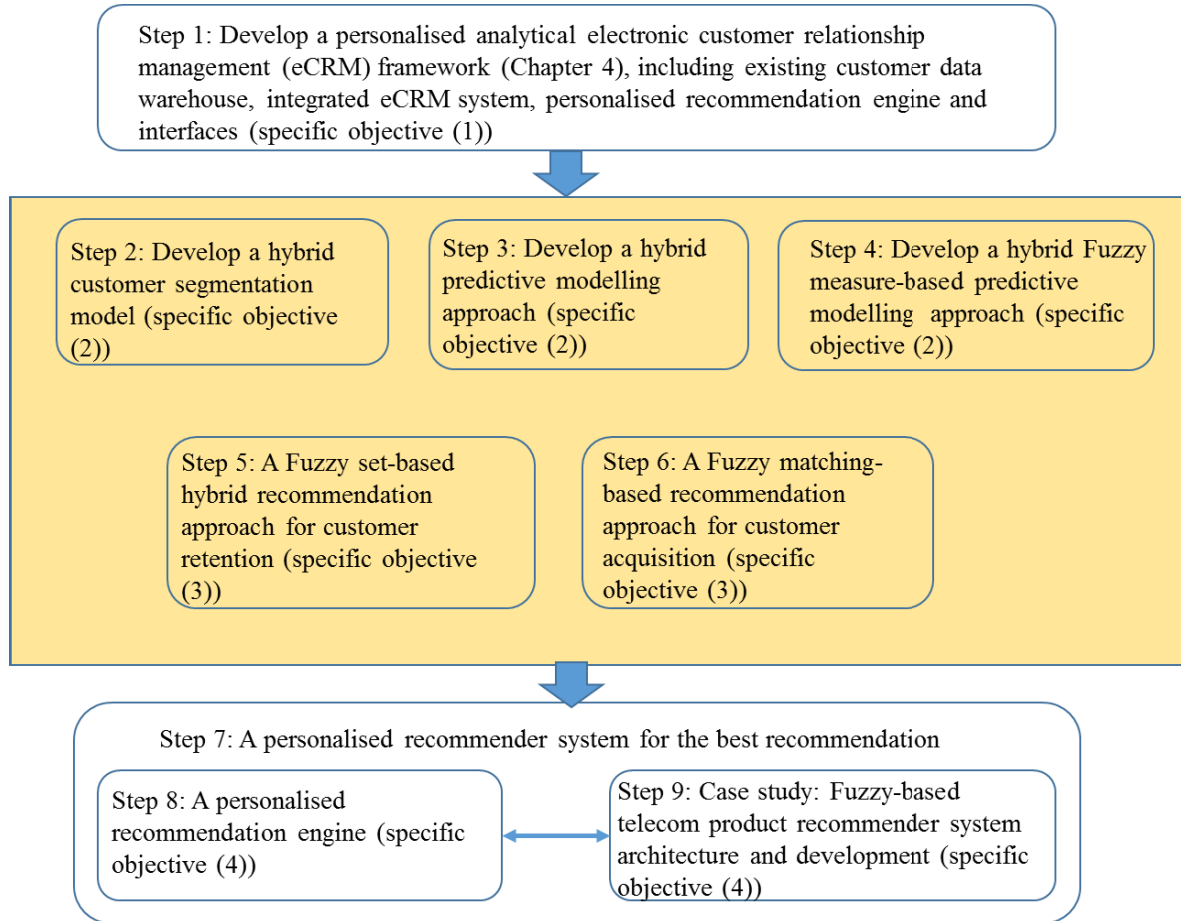 Step 1: Develop a personalised analytical electronic customer relationship
management (eCRM) framework (Chapter 4), including existing customer data
warehouse, integrated eCRM system, personalised recommendation engine and
interfaces (specific objective (1))
Step 2: Develop a hybrid
customer segmentation
model (specific objective
(2))
Step 3: Develop a hybrid
predictive modelling
approach (specific
objective (2))
Step 4: Develop a hybrid Fuzzy
measure-based predictive
modelling approach (specific
objective (2))
Step 5: A Fuzzy set-based
hybrid recommendation
approach for customer
retention (specific objective
(3))
Step 6: A Fuzzy matching-
based recommendation
approach for customer
acquisition (specific
objective (3))
Step 7: A personalised recommender system for the best recommendation
Step 8: A personalised
recommendation engine (specific
objective (4))
Step 9: Case study: Fuzzy-based
telecom product recommender system
architecture and development (specific
objective (4))